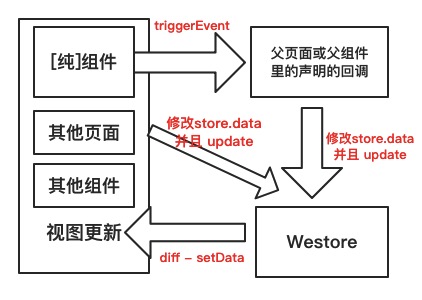 triggerEvent
[纯]组件
父页面或父组件
里的声明的回调
其他页面
修改store.data
并且 update
修改store.data
并且 update
其他组件
视图更新
Westore
diff - setData